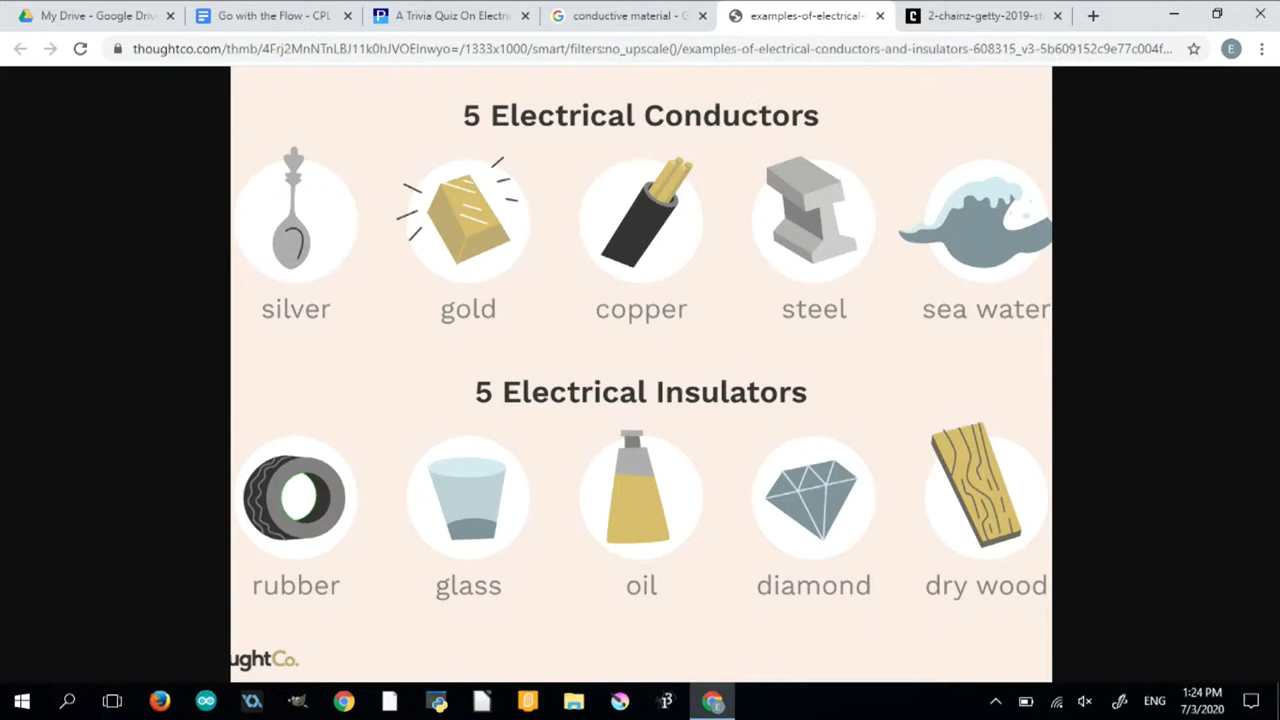 My Drive - Google Driv
Go with the Flow - CPL
A Trivia Quiz On Electri
conductive material - G
examples-of-electrical-
2-chainz-getty-2019-st
thoughtco.com/thmb/4Frj2MnNTnLBJ11k0hJVOEInwyo=/1333x1000/smart/filters:no_upscale()/examples-of-electrical-conductors-and-insulators-608315_v3-5b609152c9e77c004f...
E
5 Electrical Conductors
silver
gold
copper
steel
sea water
5 Electrical Insulators
rubber
glass
oil
diamond
dry wood
ughtCo.
ENG
1:24 PM
7/3/2020